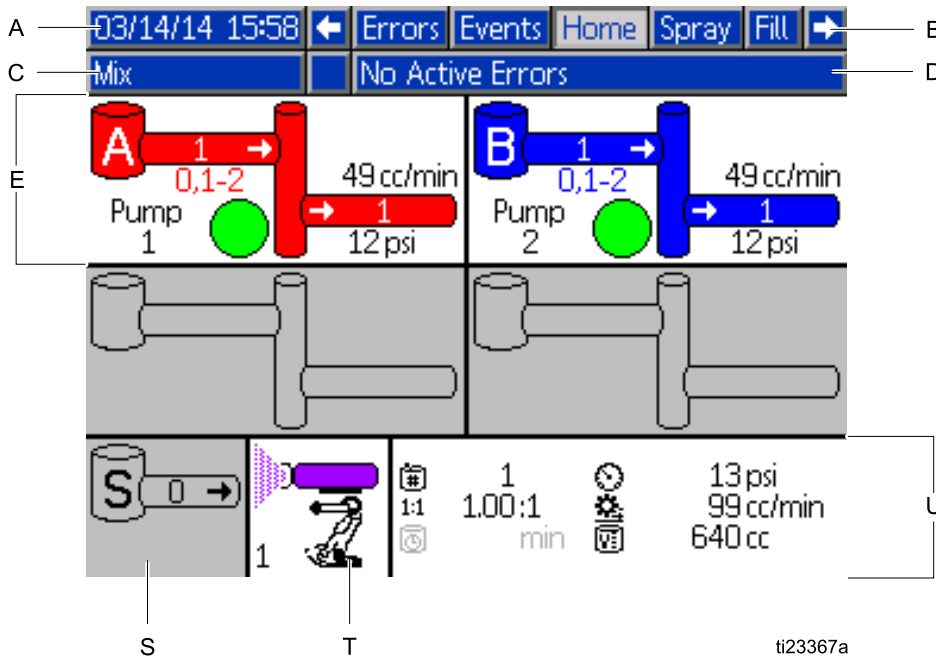 A
03/14/14 15:58 Errors Events Home Spray Fill
B
C
Mix
No Active Errors
D
E
A
1
0,1-2
49 cc/min
Pump
1
1
12 psi
B
1
0,1-2
49 cc/min
Pump
2
1
12 psi
S
0
1
#
1
1:1
1.00:1
min
13 psi
99 cc/min
640 cc
U
S
T
ti23367a